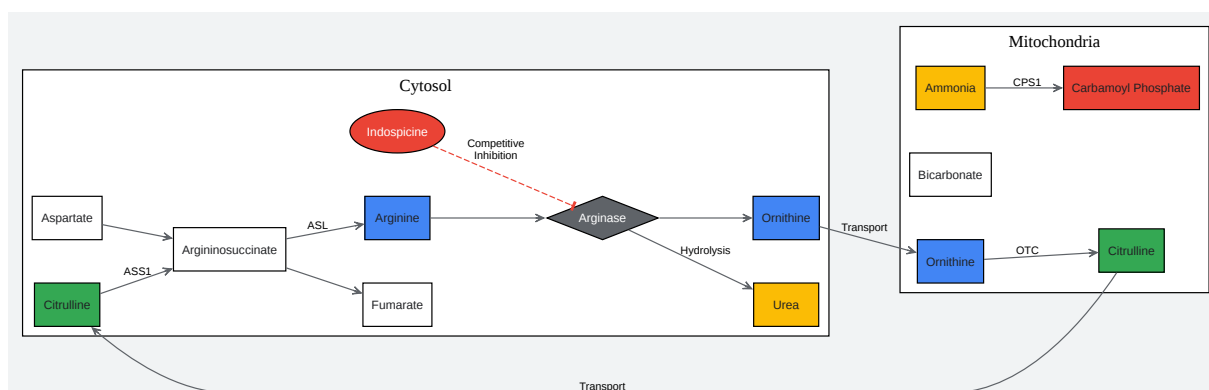 Mitochondria
Cytosol
Ammonia
CPS1
Carbamoyl Phosphate
Indospicine
Competitive
Inhibition
Bicarbonate
Aspartate
ASL
Arginine
Arginase
Ornithine
Transport
Argininosuccinate
Hydrolysis
Ornithine
OTC
Citrulline
ASS1
Citrulline
Fumarate
Urea
Transport